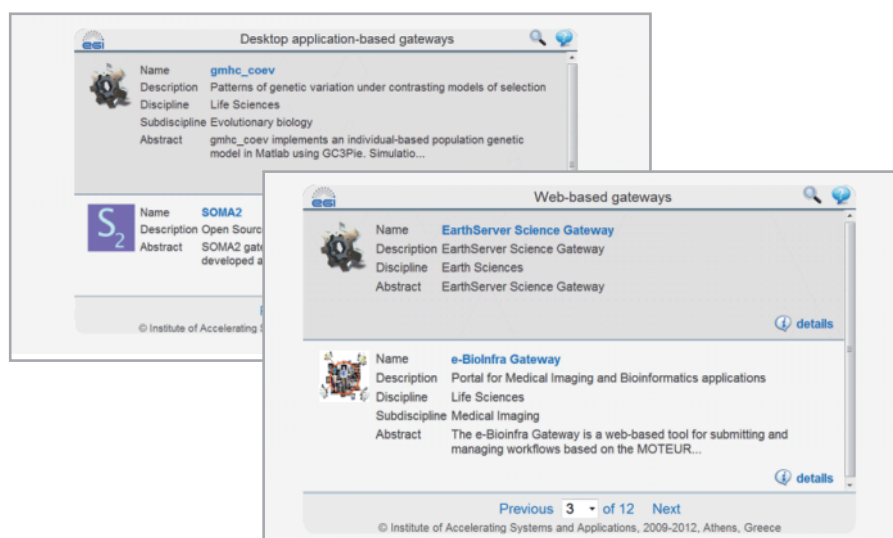 egi
Desktop application-based gateways
Name gmhc_coev
Description Patterns of genetic variation under contrasting models of selection
Discipline Life Sciences
Subdiscipline Evolutionary biology
Abstract gmhc_coev implements an individual-based population genetic
model in Matlab using GC3Pie. Simulatio...
S2
Name SOMA2
Description Open Sourc
Abstract SOMA2 gate
developed a
© Institute of Accelerating
egi
Web-based gateways
Name EarthServer Science Gateway
Description EarthServer Science Gateway
Discipline Earth Sciences
Abstract EarthServer Science Gateway
details
Name e-BioInfra Gateway
Description Portal for Medical Imaging and Bioinformatics applications
Discipline Life Sciences
Subdiscipline Medical Imaging
Abstract The e-Bioinfra Gateway is a web-based tool for submitting and
managing workflows based on the MOTEUR...
details
Previous 3 of 12 Next
© Institute of Accelerating Systems and Applications, 2009-2012, Athens, Greece